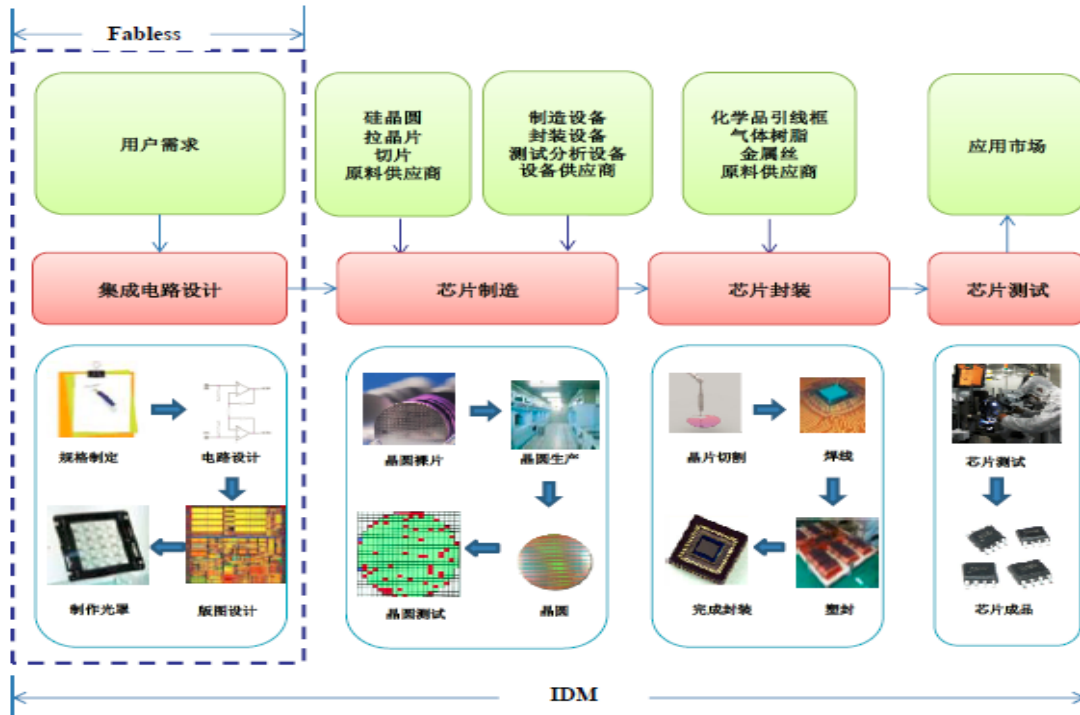 Fabless
用户需求
硅晶圆
拉晶片
切片
原料供应商
制造设备
封装设备
测试分析设备
设备供应商
化学品引线框
气体树脂
金属丝
原料供应商
应用市场
集成电路设计
芯片制造
芯片封装
芯片测试
规格制定
电路设计
制作光罩
版图设计
晶圆裸片
晶圆生产
晶圆测试
晶圆
晶片切割
焊线
完成封装
塑封
芯片测试
芯片成品
IDM